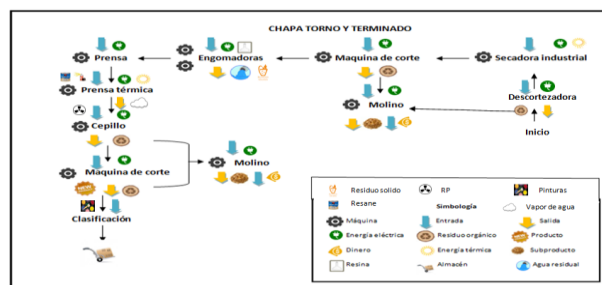 CHAPA TORNO Y TERMINADO
Prensa
Engomadoras
Maquina de corte
Secadora industrial
Prensa térmica
Molino
Descortezadora
Cepillo
Inicio
Maquina de corte
Molino
Clasificación
Residuo solido
RP
Pinturas
Resane
Simbología
Vapor de agua
Máquina
Entrada
Salida
Energía eléctrica
Residuo orgánico
Producto
Dinero
Energía térmica
Subproducto
Resina
Almacén
Agua residual